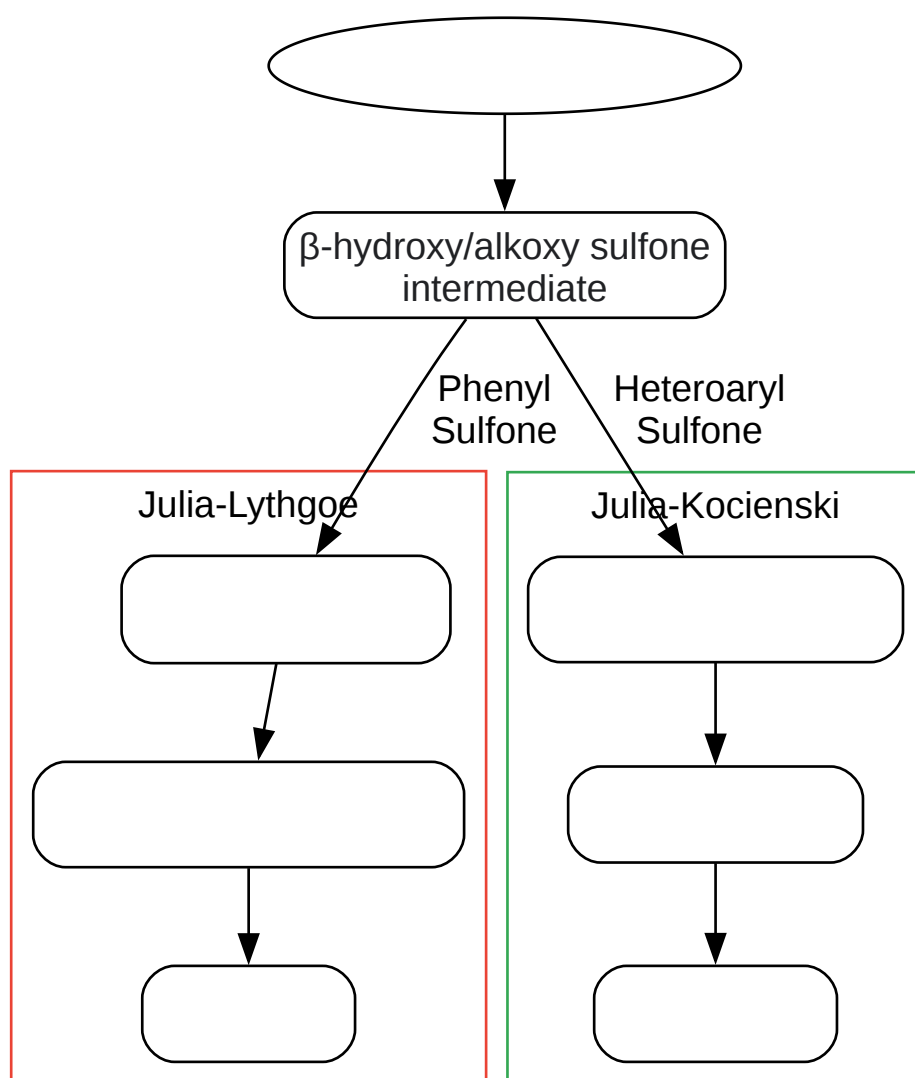 β-hydroxy/alkoxy sulfone
intermediate
Phenyl
Sulfone
Heteroaryl
Sulfone
Julia-Lythgoe
Julia-Kocienski